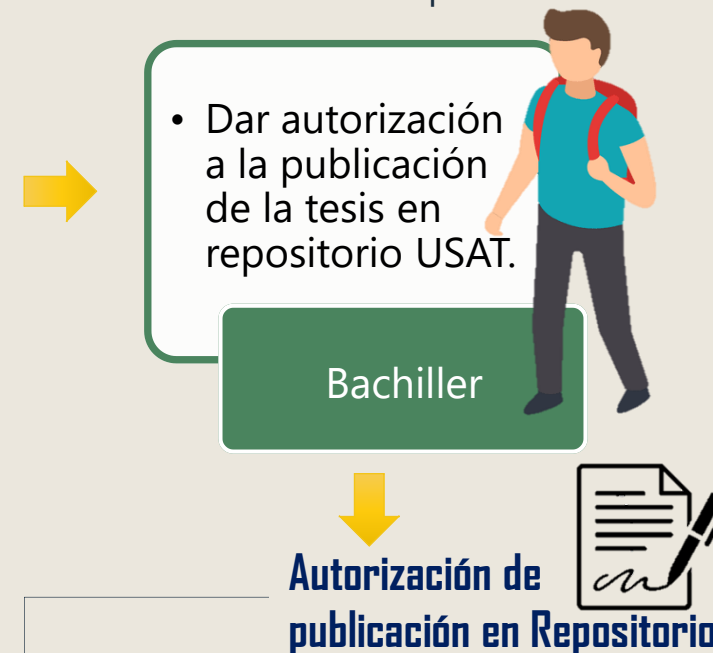 • Dar autorización
a la publicación
de la tesis en
repositorio USAT.
Bachiller
Autorización de
publicación en Repositorio